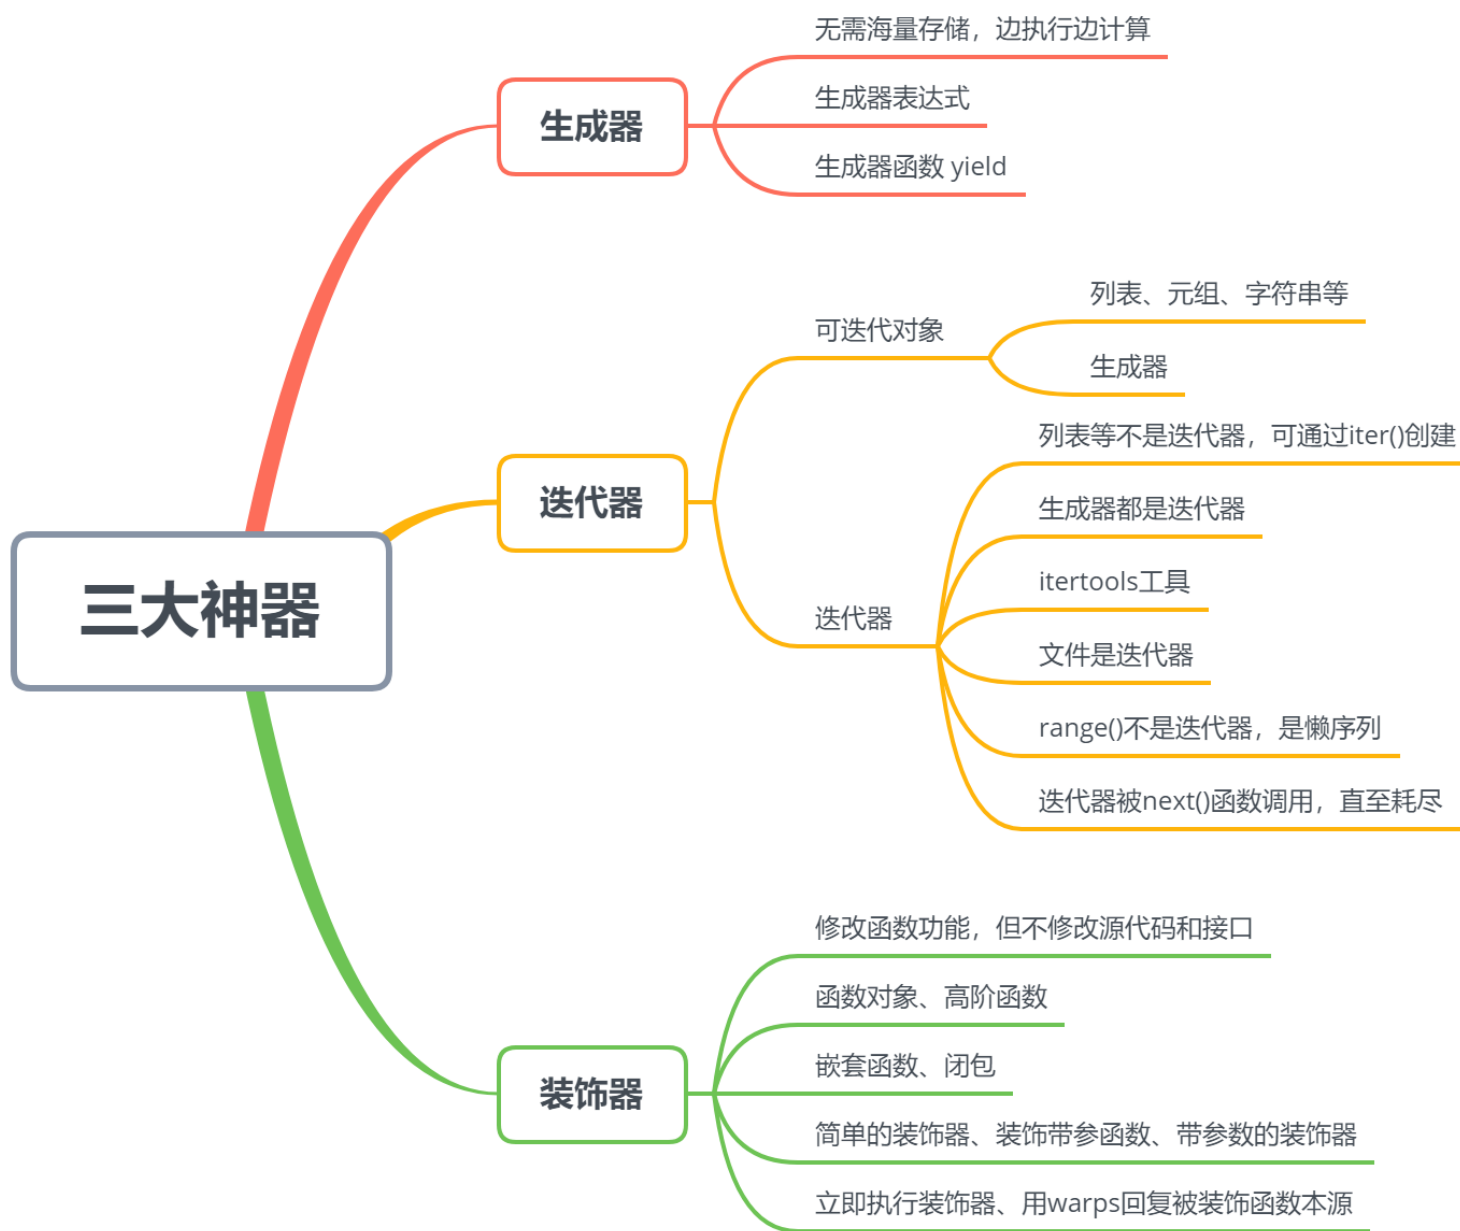 三大神器
生成器
无需海量存储，边执行边计算
生成器表达式
生成器函数 yield
迭代器
可迭代对象
列表、元组、字符串等
生成器
迭代器
列表等不是迭代器，可通过iter()创建
生成器都是迭代器
itertools工具
文件是迭代器
range()不是迭代器，是懒序列
迭代器被next()函数调用，直至耗尽
装饰器
修改函数功能，但不修改源代码和接口
函数对象、高阶函数
嵌套函数、闭包
简单的装饰器、装饰带参函数、带参数的装饰器
立即执行装饰器、用warps回复被装饰函数本源